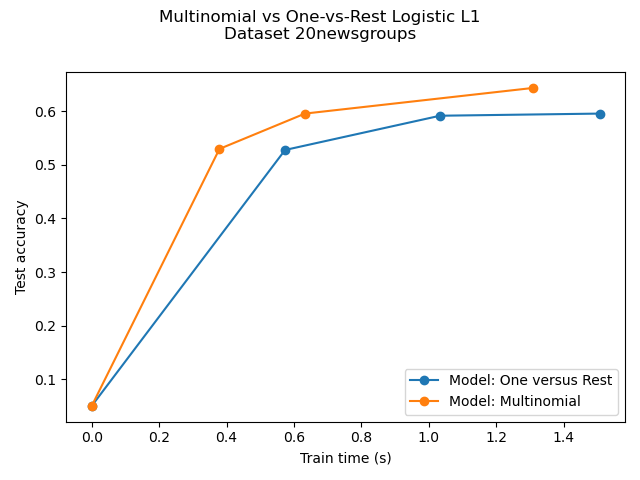 Multinomial vs One-vs-Rest Logistic L1
Dataset 20newsgroups
0.6
0.5
0.4
0.3
0.2
0.1
Test accuracy
Model: One versus Rest
Model: Multinomial
0.0 0.2 0.4 0.6 0.8 1.0 1.2 1.4
Train time (s)